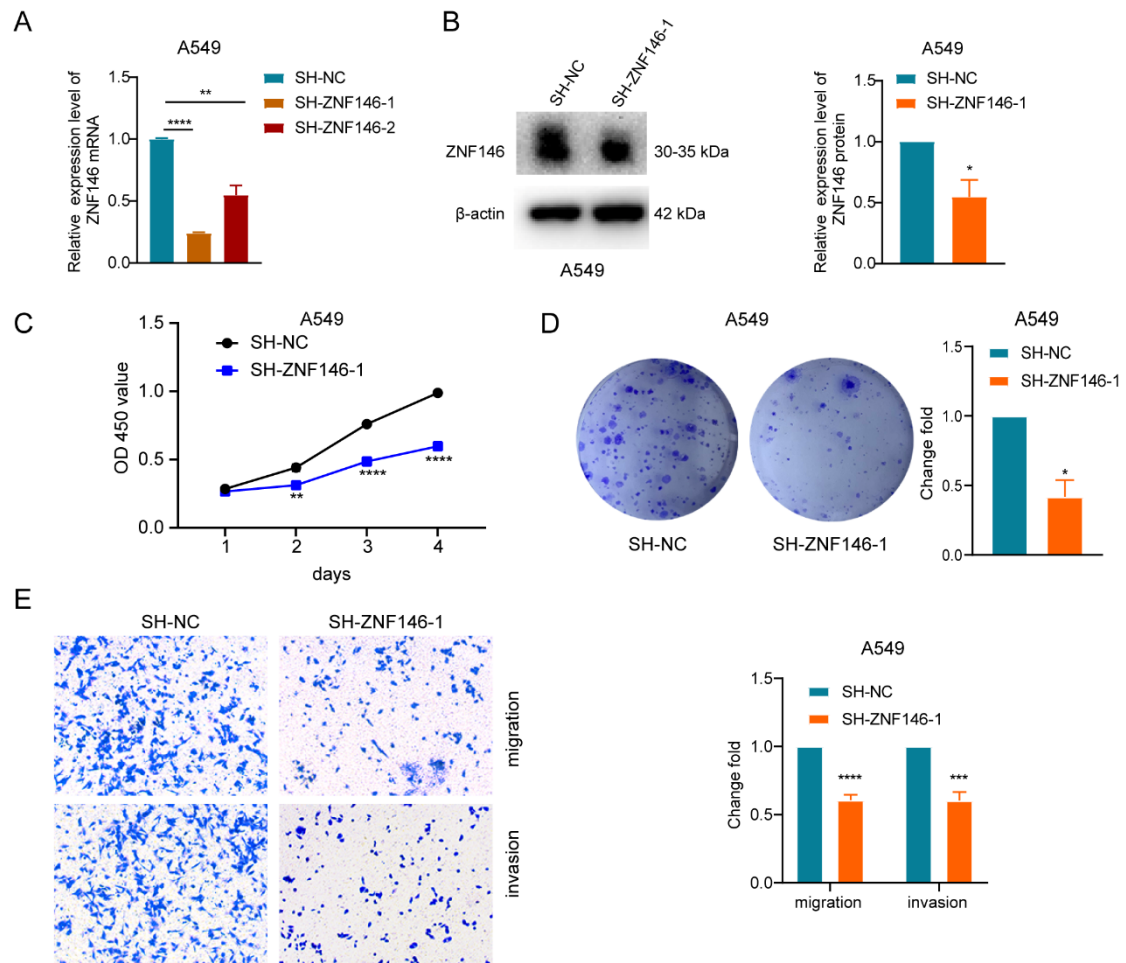 A
A549
Relative expression level of
ZNF146 mRNA
1.5
1.0
0.5
0.0
**
****
SH-NC
SH-ZNF146-1
SH-ZNF146-2
B
SH-NC
SH-ZNF146-1
ZNF146
30-35 kDa
β-actin
42 kDa
A549
A549
Relative expression level of
ZNF146 protein
1.5
1.0
0.5
0.0
SH-NC
SH-ZNF146-1
*
C
A549
SH-NC
SH-ZNF146-1
OD 450 value
1.5
1.0
0.5
0.0
**
****
****
1 2 3 4
days
D
A549
SH-NC
SH-ZNF146-1
A549
SH-NC
SH-ZNF146-1
Change fold
1.5
1.0
0.5
0.0
*
E
SH-NC
SH-ZNF146-1
migration
invasion
A549
SH-NC
SH-ZNF146-1
Change fold
1.5
1.0
0.5
0.0
****
***
migration
invasion